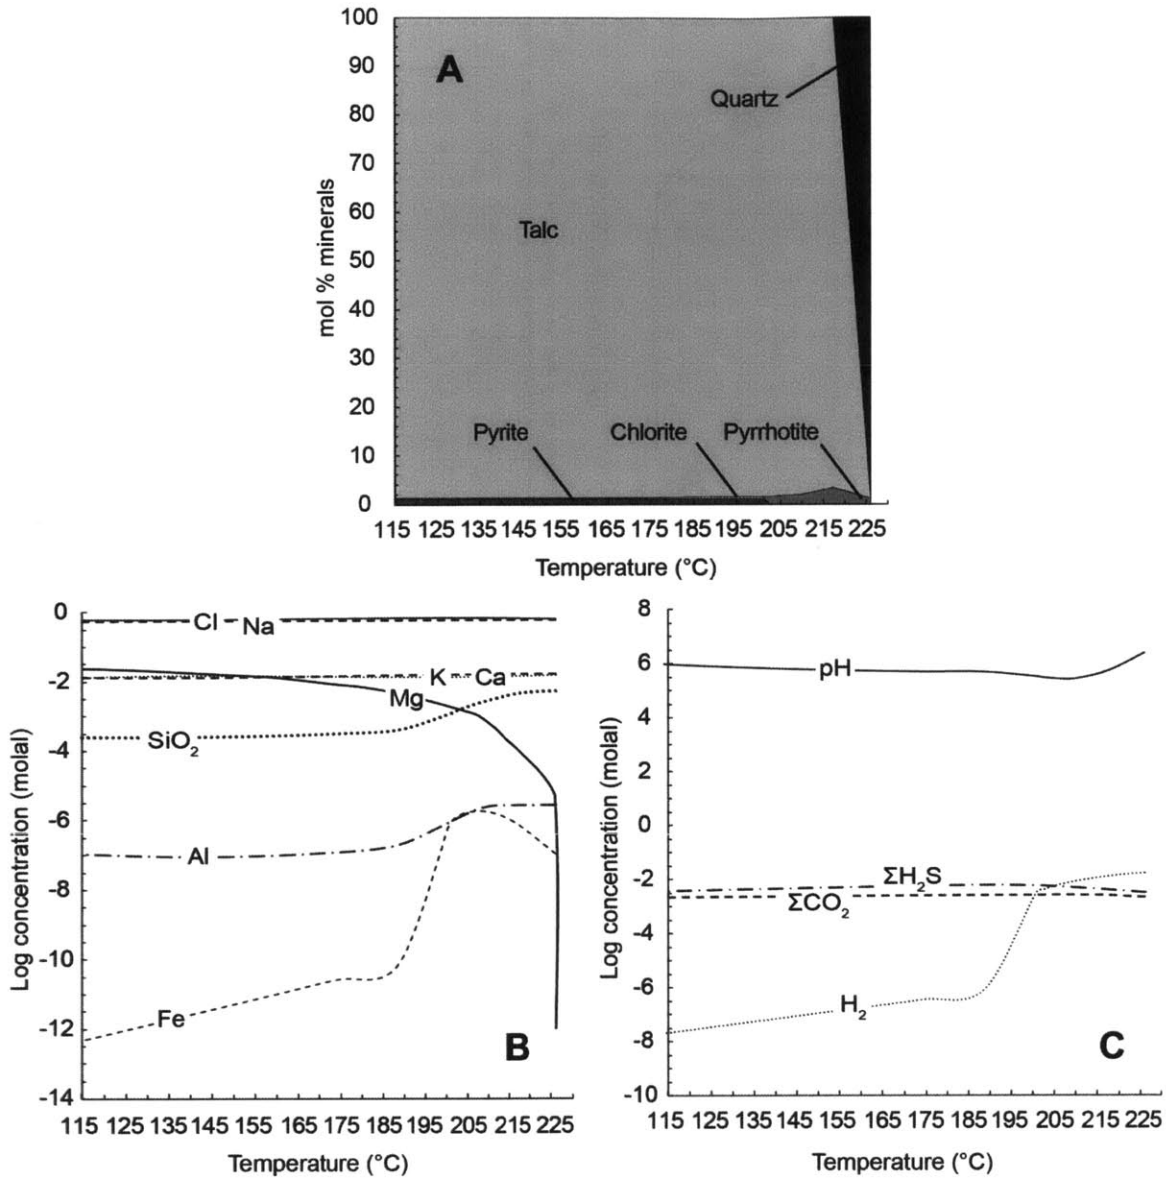 100
A
90
Quartz
80
70
60
Talc
50
40
30
20
Pyrite
Chlorite
Pyrrhotite
10
0
mol % minerals
115 125 135 145 155 165 175 185 195 205 215 225
Temperature (°C)
0
Cl
Na
-2
K
Ca
Mg
SiO₂
-4
-6
Al
-8
-10
Fe
-12
B
-14
Log concentration (molal)
115 125 135 145 155 165 175 185 195 205 215 225
Temperature (°C)
8
6
pH
4
2
0
-2
ΣH₂S
ΣCO₂
-4
-6
H₂
-8
C
-10
Log concentration (molal)
115 125 135 145 155 165 175 185 195 205 215 225
Temperature (°C)